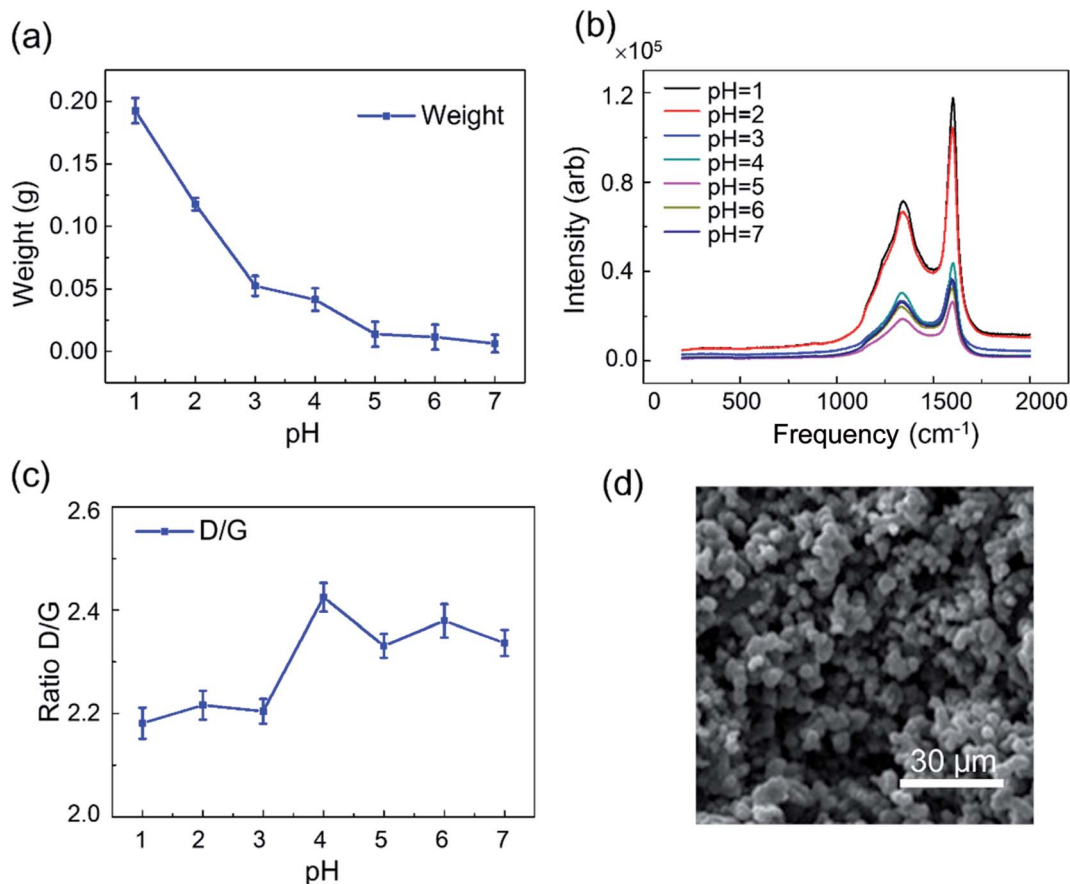 (a)
Weight (g)
0.20
0.15
0.10
0.05
0.00
Weight
1 2 3 4 5 6 7
pH
(b)
×10⁵
Intensity (arb)
1.2
0.8
0.4
0.0
pH=1
pH=2
pH=3
pH=4
pH=5
pH=6
pH=7
0 500 1000 1500 2000
Frequency (cm⁻¹)
(c)
Ratio D/G
2.6
2.4
2.2
2.0
D/G
1 2 3 4 5 6 7
pH
(d)
30 µm